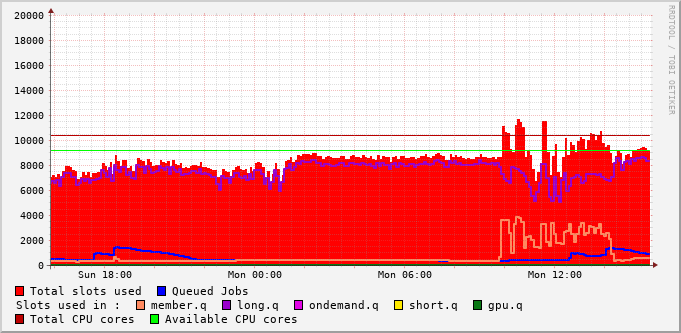 20000
18000
16000
14000
12000
10000
8000
6000
4000
2000
0
Sun 18:00 Mon 00:00 Mon 06:00 Mon 12:00
RRDTOOL / TOBI OETIKER
Total slots used Queued Jobs
Slots used in : member.q long.q ondemand.q short.q gpu.q
Total CPU cores Available CPU cores